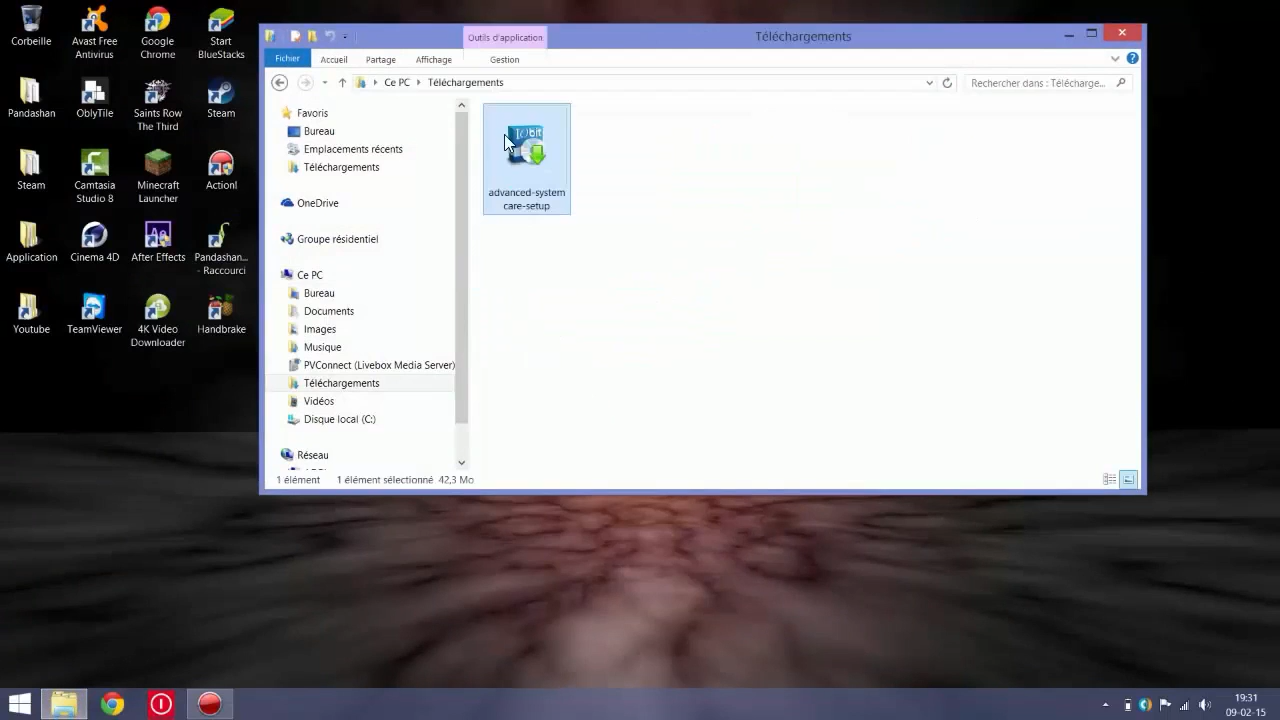 Corbeille
Avast Free
Antivirus
Google
Chrome
Start
BlueStacks
Pandashan
OblyTile
Saints Row
The Third
Steam
Steam
Camtasia
Studio 8
Minecraft
Launcher
Action!
Application
Cinema 4D
After Effects
Pandashan...
- Raccourci
Youtube
TeamViewer
4K Video
Downloader
Handbrake
Outils d'application
Téléchargements
Fichier
Accueil
Partage
Affichage
Gestion
Ce PC
Téléchargements
Rechercher dans : Télécharge...
Favoris
Bureau
Emplacements récents
Téléchargements
OneDrive
Groupe résidentiel
Ce PC
Bureau
Documents
Images
Musique
PVConnect (Livebox Media Server)
Téléchargements
Vidéos
Disque local (C:)
Réseau
IObit
advanced-system
care-setup
1 élément
1 élément sélectionné 42,3 Mo
19:31
09-02-15